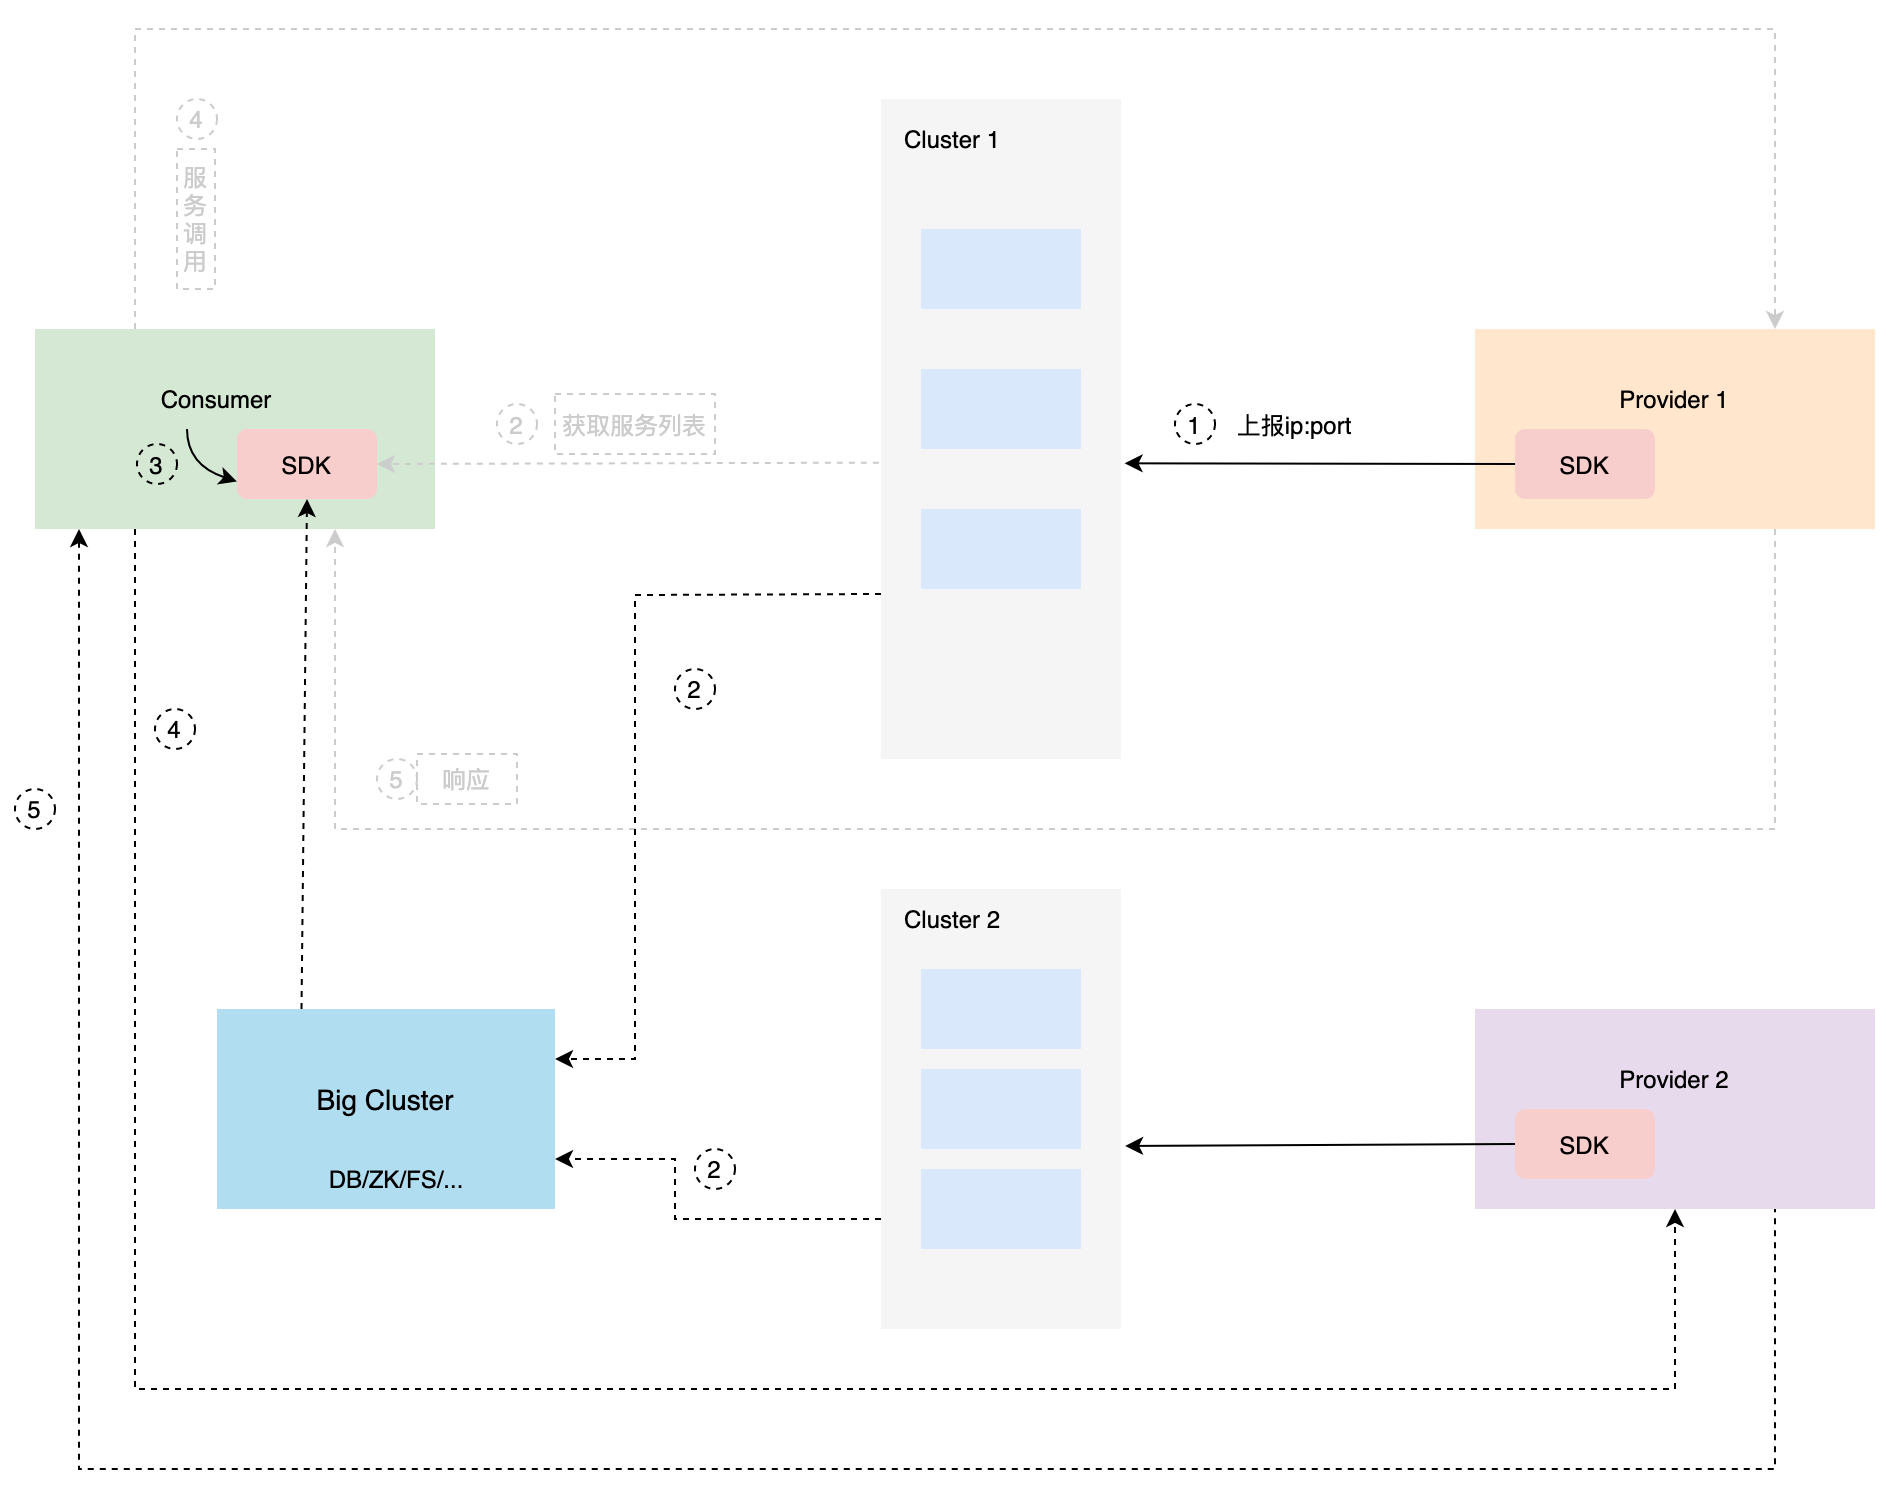 4
服
务
调
用
Cluster 1
Consumer
3
SDK
2
获取服务列表
1
上报ip:port
Provider 1
SDK
2
4
5
响应
5
Cluster 2
Big Cluster
DB/ZK/FS/...
2
Provider 2
SDK